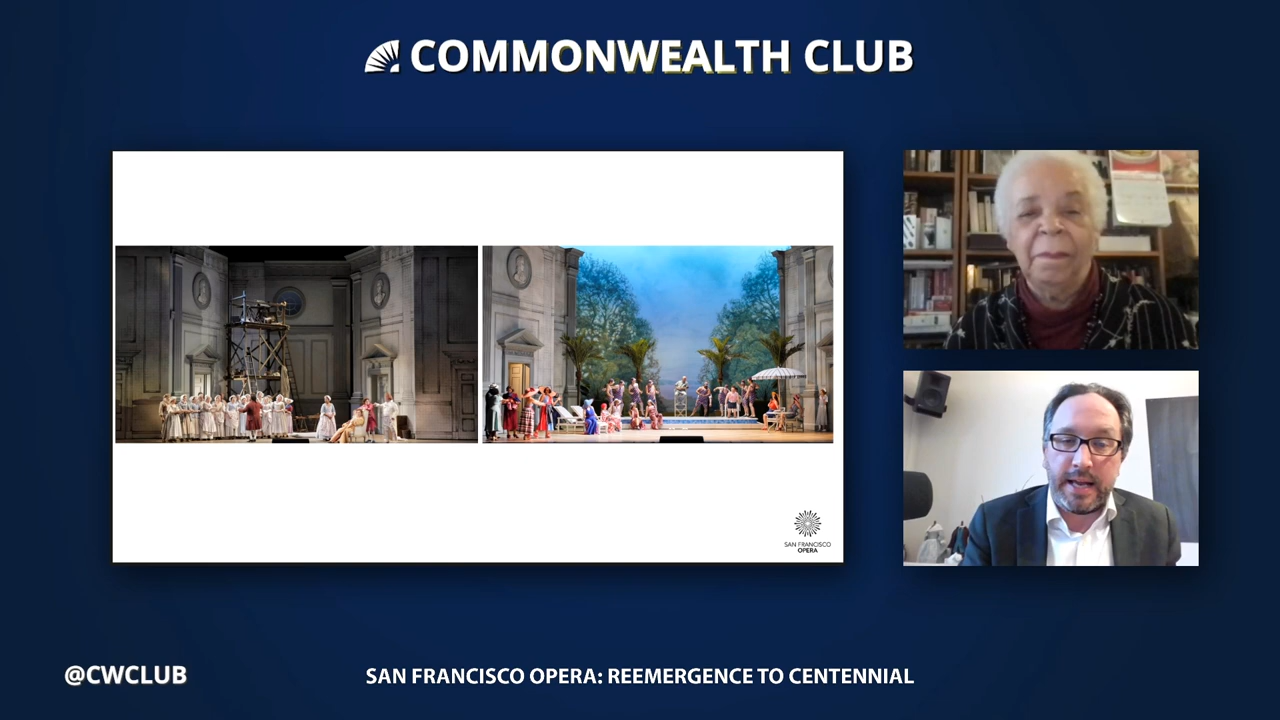 COMMONWEALTH CLUB
SAN FRANCISCO
OPERA
@CWCLUB
SAN FRANCISCO OPERA: REEMERGENCE TO CENTENNIAL